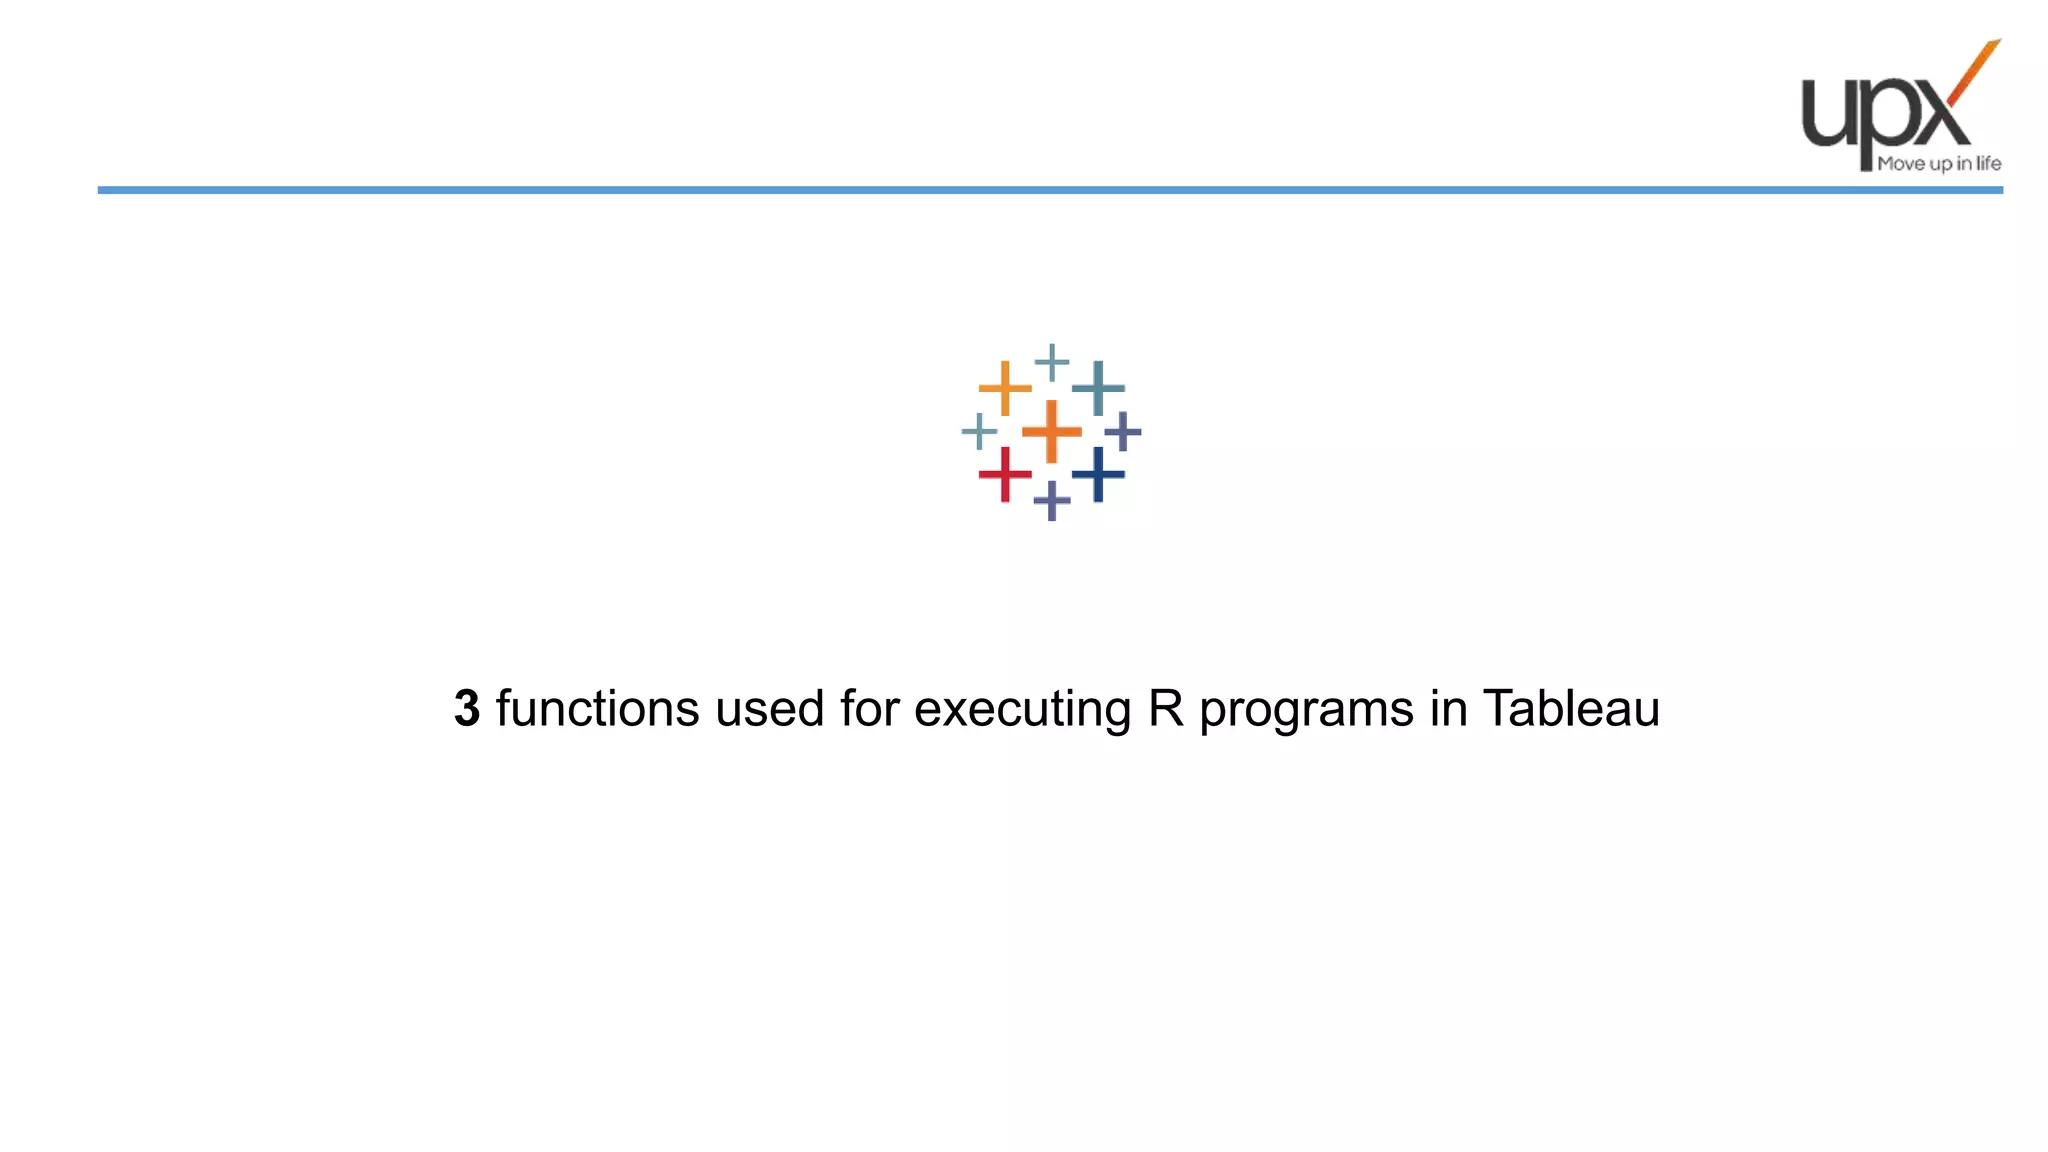 upx
Move up in life
3 functions used for executing R programs in Tableau